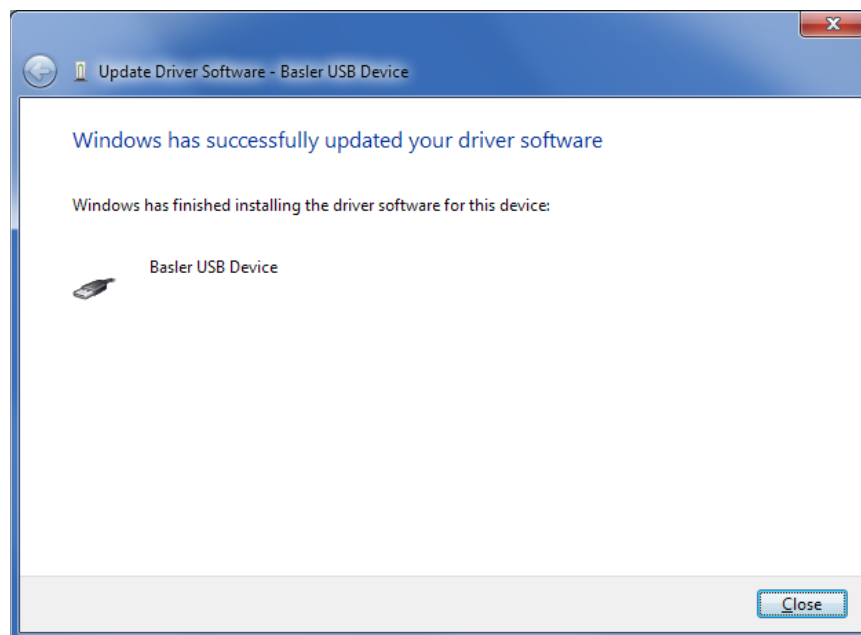 Update Driver Software - Basler USB Device
Windows has successfully updated your driver software
Windows has finished installing the driver software for this device:
Basler USB Device
Close